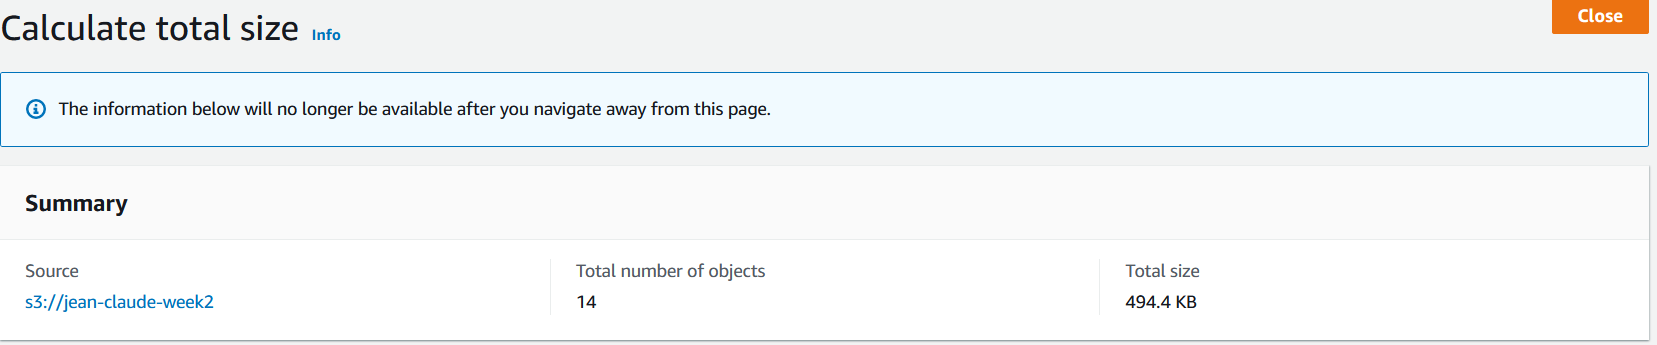 Calculate total size Info
Close
The information below will no longer be available after you navigate away from this page.
Summary
Source
s3://jean-claude-week2
Total number of objects
14
Total size
494.4 KB